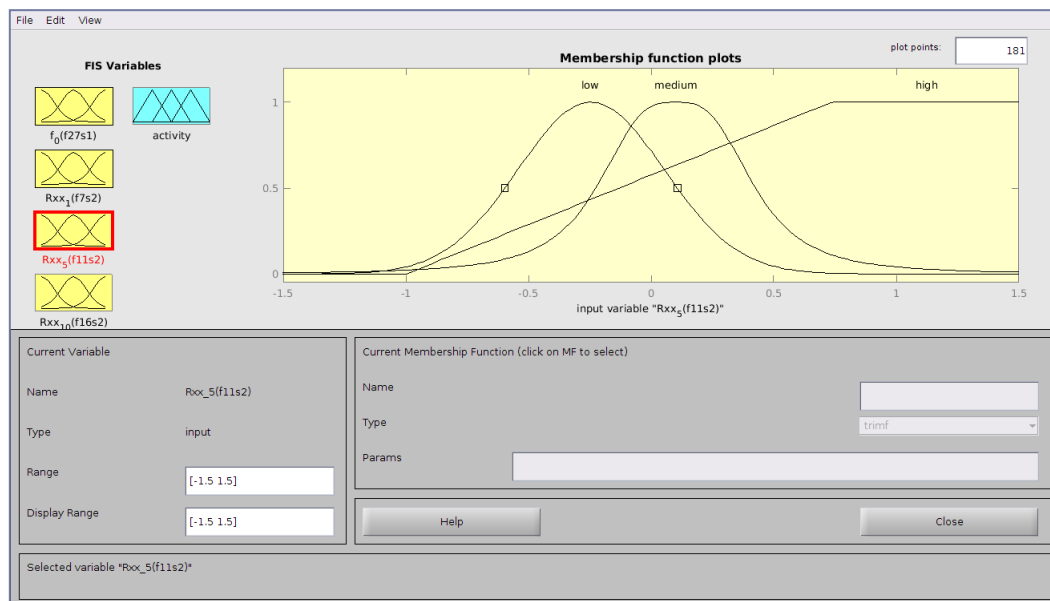 File Edit View
plot points: 181
FIS Variables
Membership function plots
f0(f27s1)
activity
Rxx1(f7s2)
Rxx5(f11s2)
Rxx10(f16s2)
low medium high
1
0.5
0
-1.5 -1 -0.5 0 0.5 1 1.5
input variable "Rxx5(f11s2)"
Current Variable
Name Rxx_5(f11s2)
Type input
Range [-1.5 1.5]
Display Range [-1.5 1.5]
Current Membership Function (click on MF to select)
Name
Type trimf
Params
Help Close
Selected variable "Rxx_5(f11s2)"